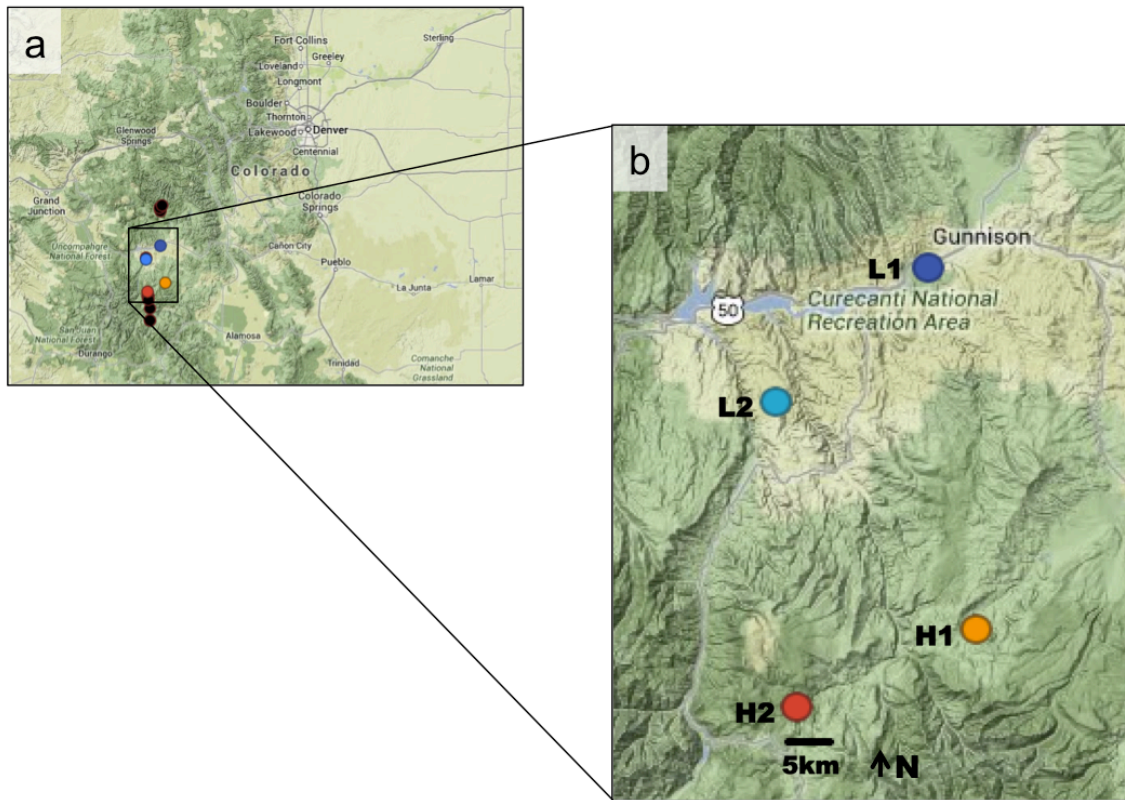 a
Fort Collins
Sterling
Greeley
Loveland
Longmont
Boulder
Thornton
Denver
Lakewood
Centennial
Glenwood
Springs
Colorado
Grand
Junction
Colorado
Springs
Uncompahgre
National Forest
Cañon City
Pueblo
La Junta
Lamar
San Juan
National Forest
Durango
Alamosa
Trinidad
Comanche
National
Grassland
b
Gunnison
L1
Curecanti National
Recreation Area
50
L2
H1
H2
5km
N